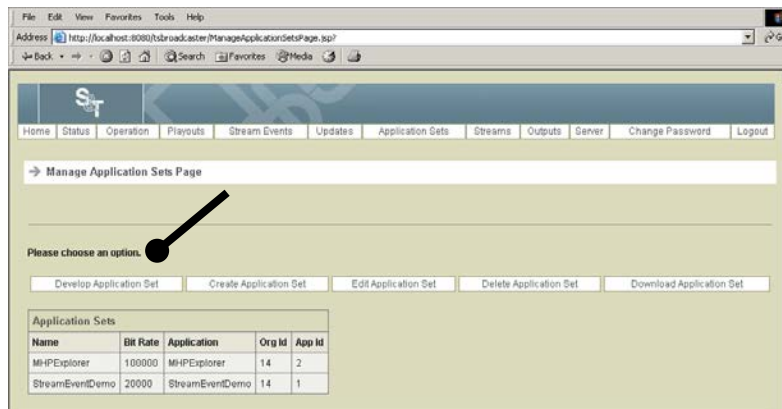 File Edit View Favorites Tools Help
Address http://localhost:8080/tsbroadcaster/ManageApplicationSetsPage.jsp?
Back Search Favorites Media
S&T
Home Status Operation Playouts Stream Events Updates Application Sets Streams Outputs Server Change Password Logout
Manage Application Sets Page
Please choose an option.
Develop Application Set Create Application Set Edit Application Set Delete Application Set Download Application Set
Application Sets
Name Bit Rate Application Org Id App Id
MHPExplorer 100000 MHPExplorer 14 2
StreamEventDemo 20000 StreamEventDemo 14 1